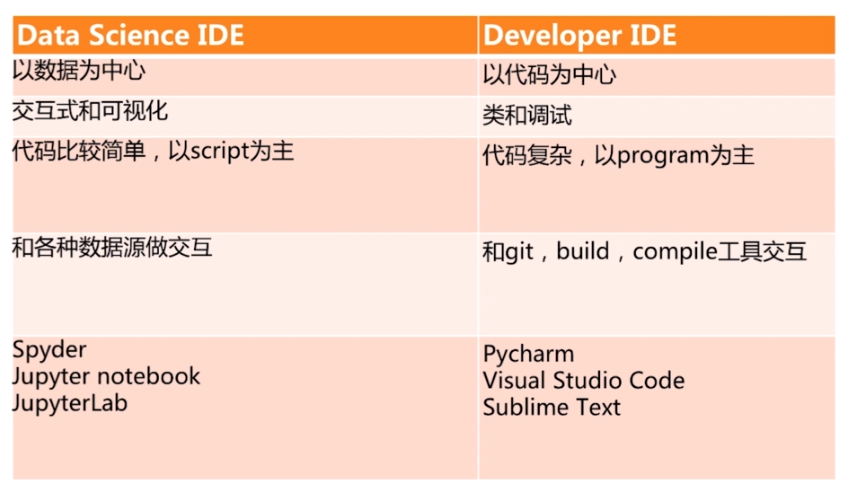 Data Science IDE
Developer IDE
以数据为中心
以代码为中心
交互式和可视化
类和调试
代码比较简单，以script为主
代码复杂，以program为主
和各种数据源做交互
和git，build，compile工具交互
Spyder
Jupyter notebook
JupyterLab
Pycharm
Visual Studio Code
Sublime Text